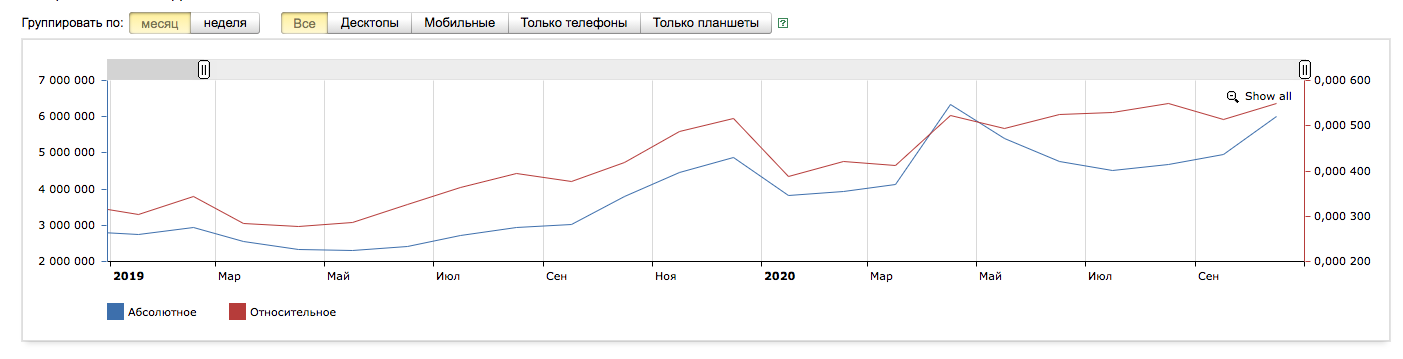 Группировать по: месяц неделя Все Десктопы Мобильные Только телефоны Только планшеты ?
7 000 000 0,000 600
Show all
6 000 000 0,000 500
5 000 000
4 000 000 0,000 400
3 000 000 0,000 300
2 000 000 0,000 200
2019 Мар Май Июл Сен Ноя 2020 Мар Май Июл Сен
Абсолютное Относительное